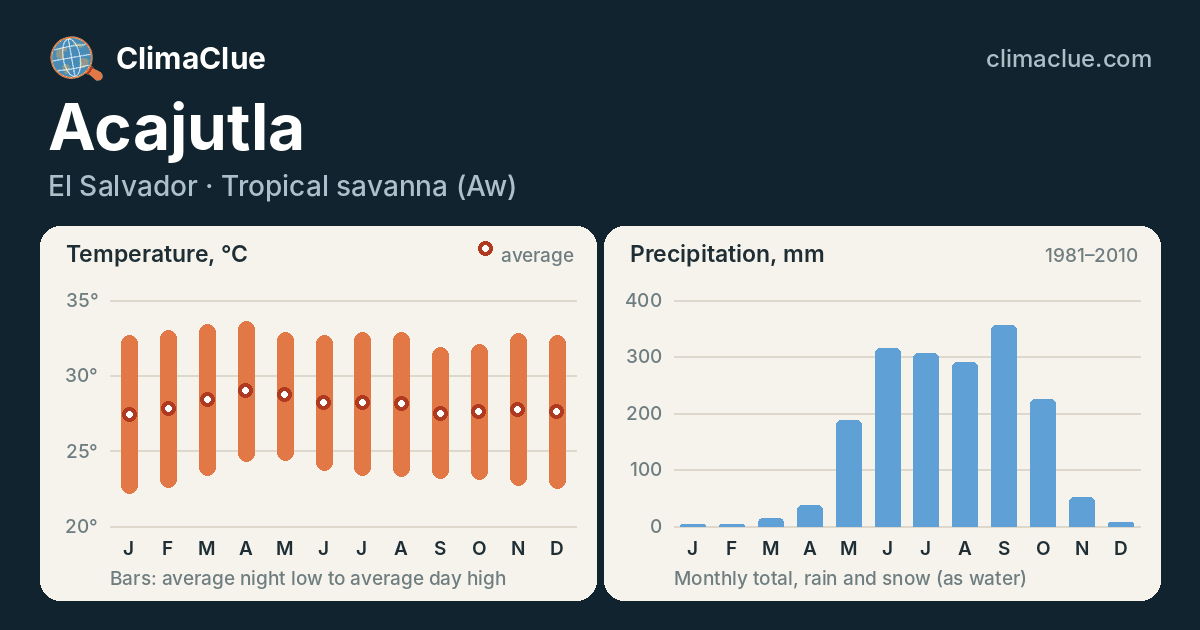 ClimaClue
climaclue.com
Acajutla
El Salvador · Tropical savanna (Aw)
Temperature, °C
average
35°
30°
25°
20°
J F M A M J J A S O N D
Bars: average night low to average day high
Precipitation, mm
1981–2010
400
300
200
100
0
J F M A M J J A S O N D
Monthly total, rain and snow (as water)